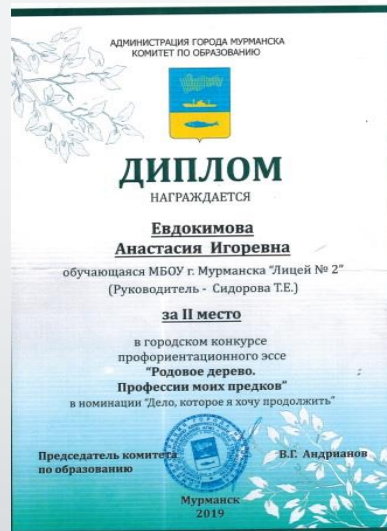 АДМИНИСТРАЦИЯ ГОРОДА МУРМАНСКА
КОМИТЕТ ПО ОБРАЗОВАНИЮ
ДИПЛОМ
НАГРАЖДАЕТСЯ
Евдокимова
Анастасия Игоревна
обучающаяся МБОУ г. Мурманска "Лицей № 2"
(Руководитель - Сидорова Т.Е.)
за II место
в городском конкурсе
профориентационного эссе
"Родовое дерево.
Профессии моих предков"
в номинации "Дело, которое я хочу продолжить"
Председатель комитета В.Г. Андрианов
по образованию
Мурманск
2019